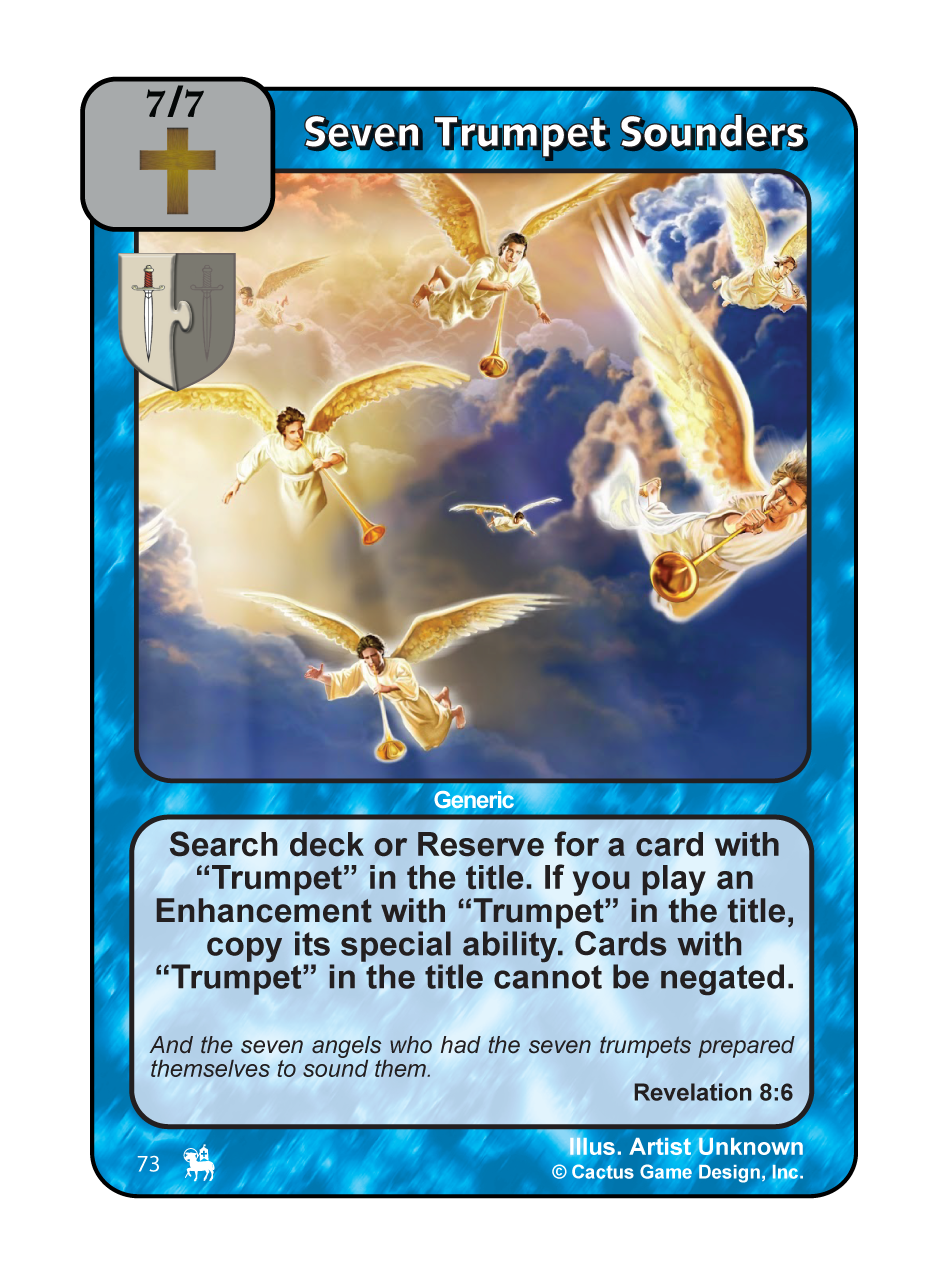 7/7
Seven Trumpet Sounders
Generic
Search deck or Reserve for a card with
“Trumpet” in the title. If you play an
Enhancement with “Trumpet” in the title,
copy its special ability. Cards with
“Trumpet” in the title cannot be negated.
And the seven angels who had the seven trumpets prepared
themselves to sound them.
Revelation 8:6
Illus. Artist Unknown
73
© Cactus Game Design, Inc.